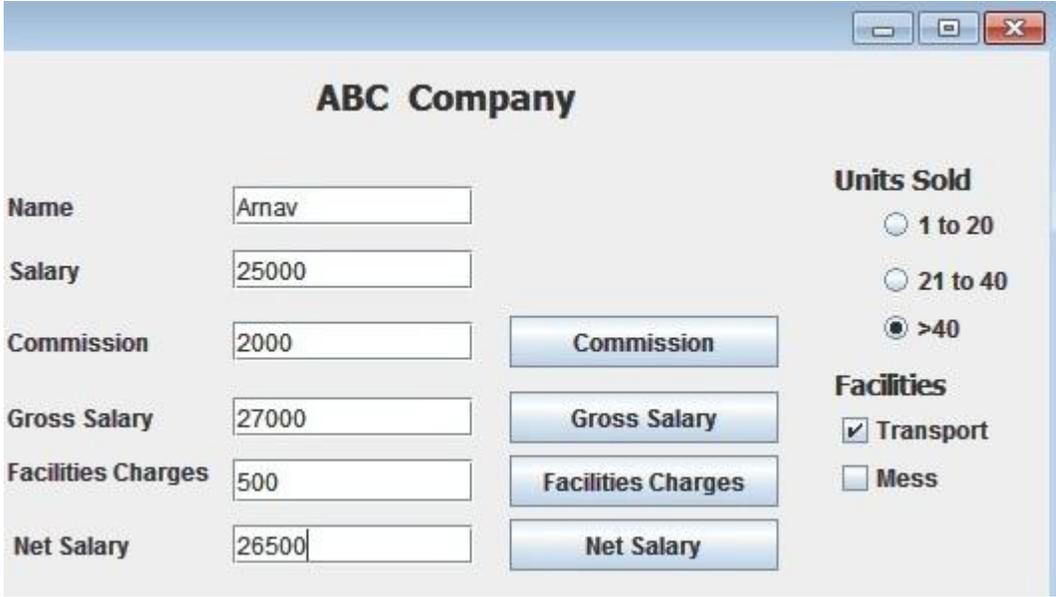 ABC Company
Name Arnav
Salary 25000
Commission 2000 Commission
Gross Salary 27000 Gross Salary
Facilities Charges 500 Facilities Charges
Net Salary 26500 Net Salary
Units Sold
1 to 20
21 to 40
>40
Facilities
Transport
Mess